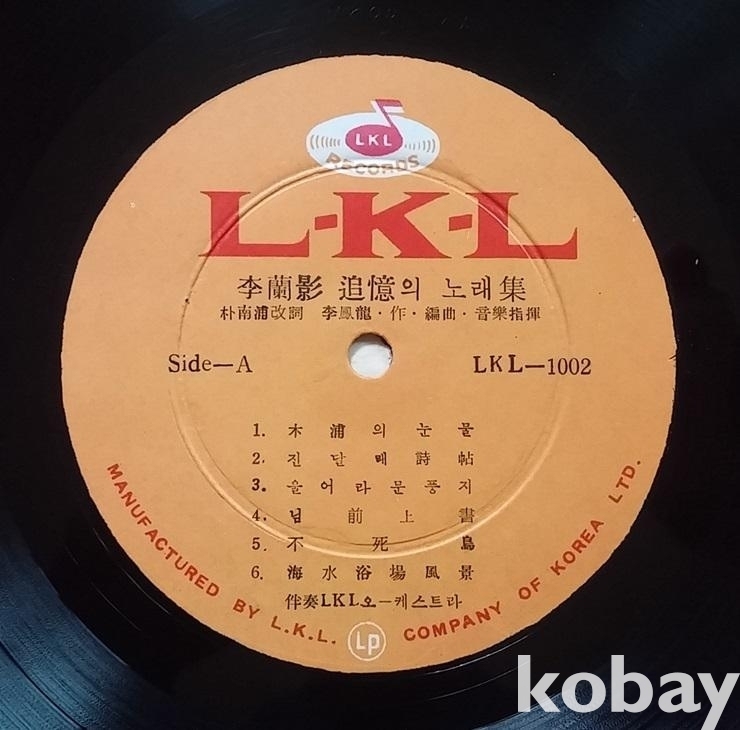 LKL
RECORDS
L-K-L
李蘭影 追憶의 노래集
朴南浦改詞 李鳳龍·作·編曲·音樂指揮
Side—A LKL—1002
1. 木浦의눈물
2. 진달래詩帖
3. 울어라문풍지
4. 님前上書
5. 不死鳥
6. 海水浴場風景
伴奏LKL오—케스트라
MANUFACTURED BY L.K.L. COMPANY OF KOREA LTD.
Lp
kobay